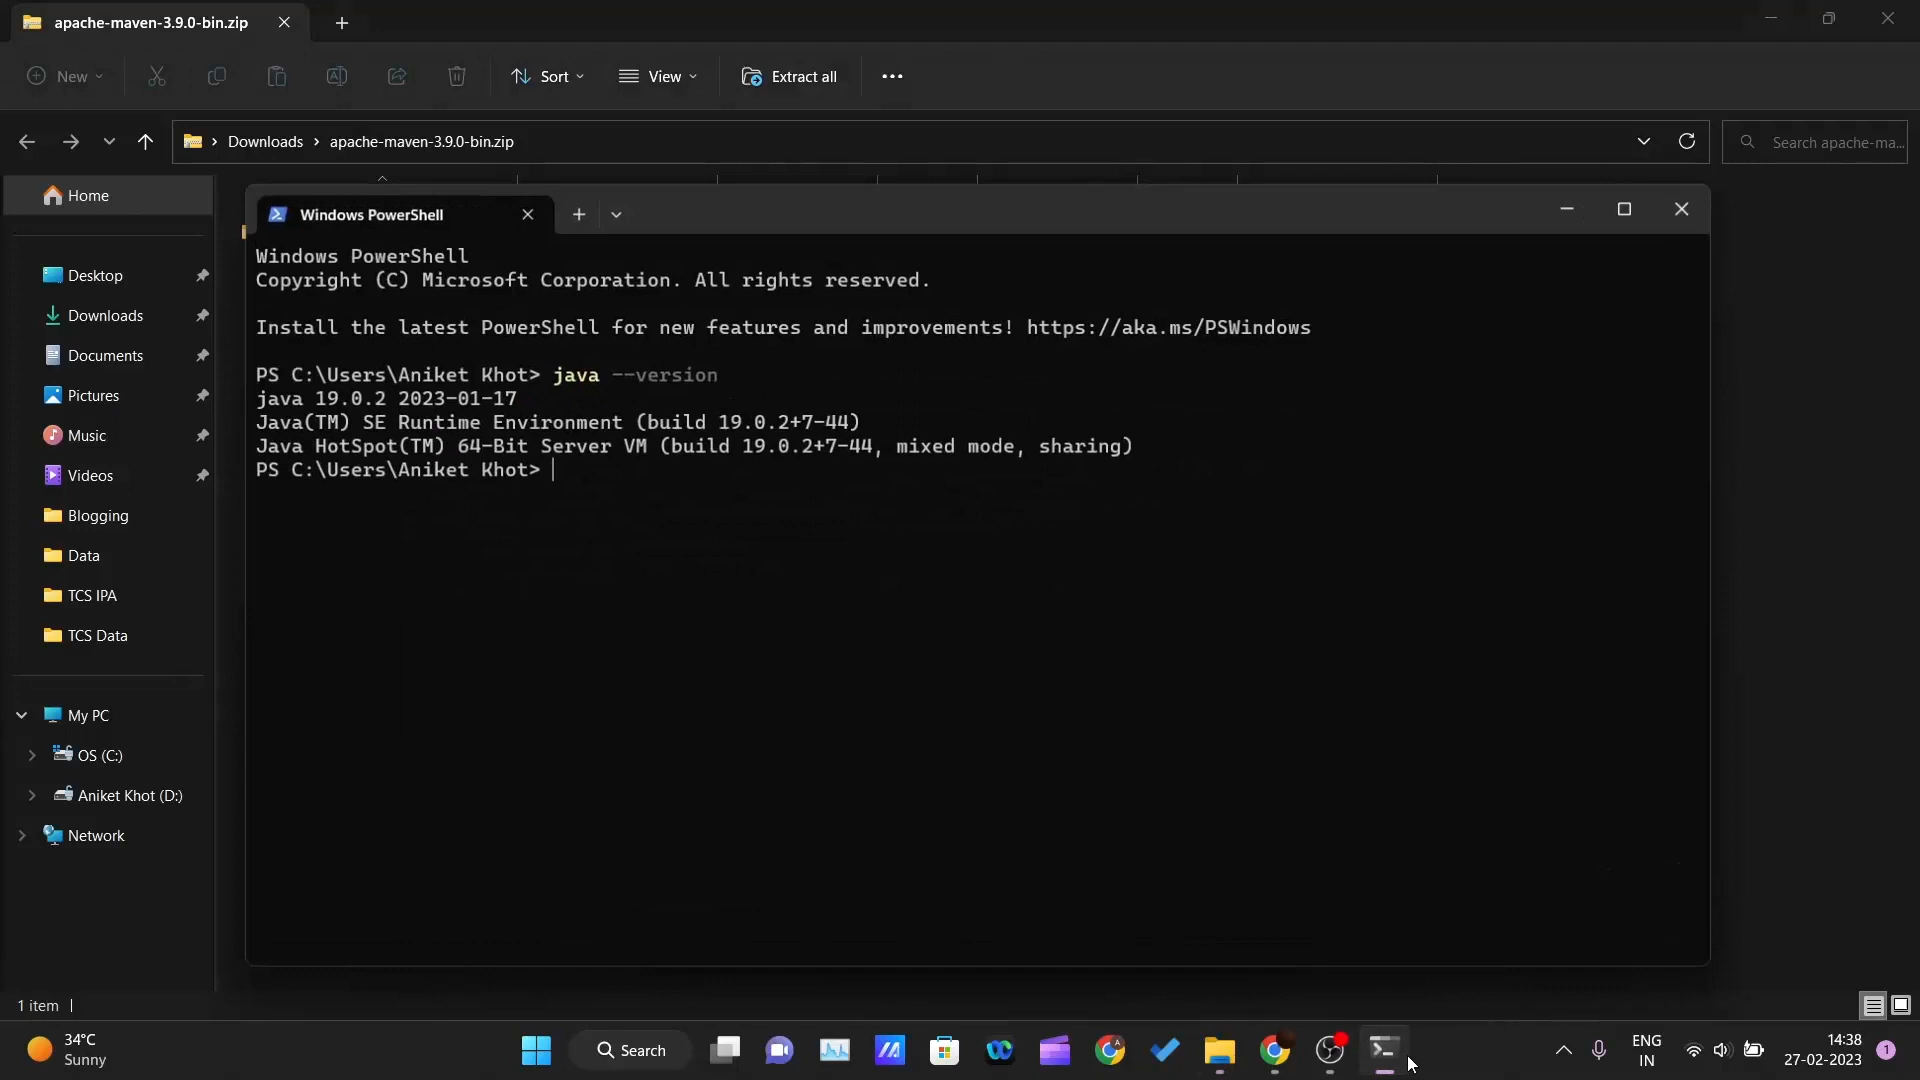 apache-maven-3.9.0-bin.zip
New
Sort
View
Extract all
Downloads
apache-maven-3.9.0-bin.zip
Search apache-ma...
Home
Desktop
Downloads
Documents
Pictures
Music
Videos
Blogging
Data
TCS IPA
TCS Data
My PC
OS (C:)
Aniket Khot (D:)
Network
1 item
Windows PowerShell
Windows PowerShell
Copyright (C) Microsoft Corporation. All rights reserved.
Install the latest PowerShell for new features and improvements! https://aka.ms/PSWindows
PS C:\Users\Aniket Khot> java --version
java 19.0.2 2023-01-17
Java(TM) SE Runtime Environment (build 19.0.2+7-44)
Java HotSpot(TM) 64-Bit Server VM (build 19.0.2+7-44, mixed mode, sharing)
PS C:\Users\Aniket Khot>
34°C
Sunny
Search
A
ENG
IN
14:38
27-02-2023
1